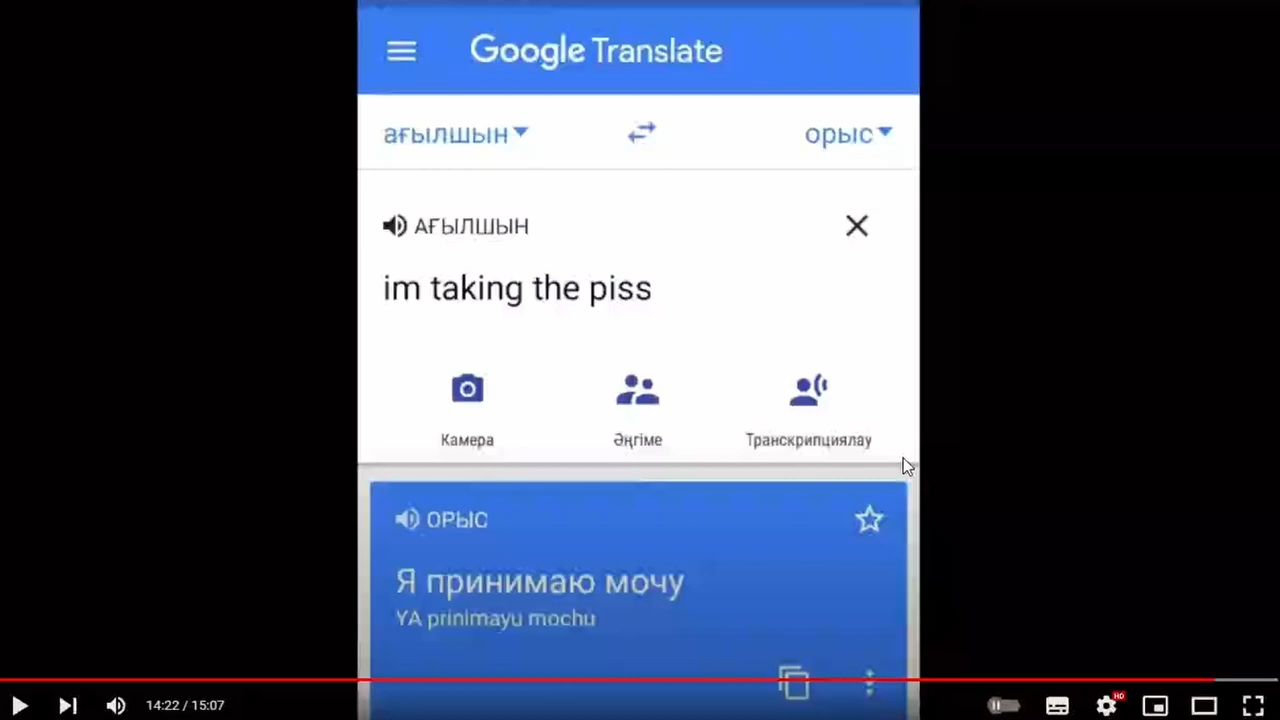 Google Translate
ағылшын орыс
АҒЫЛШЫН
im taking the piss
Камера Әңгіме Транскрипциялау
ОРЫС
Я принимаю мочу
YA prinimayu mochu
14:22 / 15:07
HD